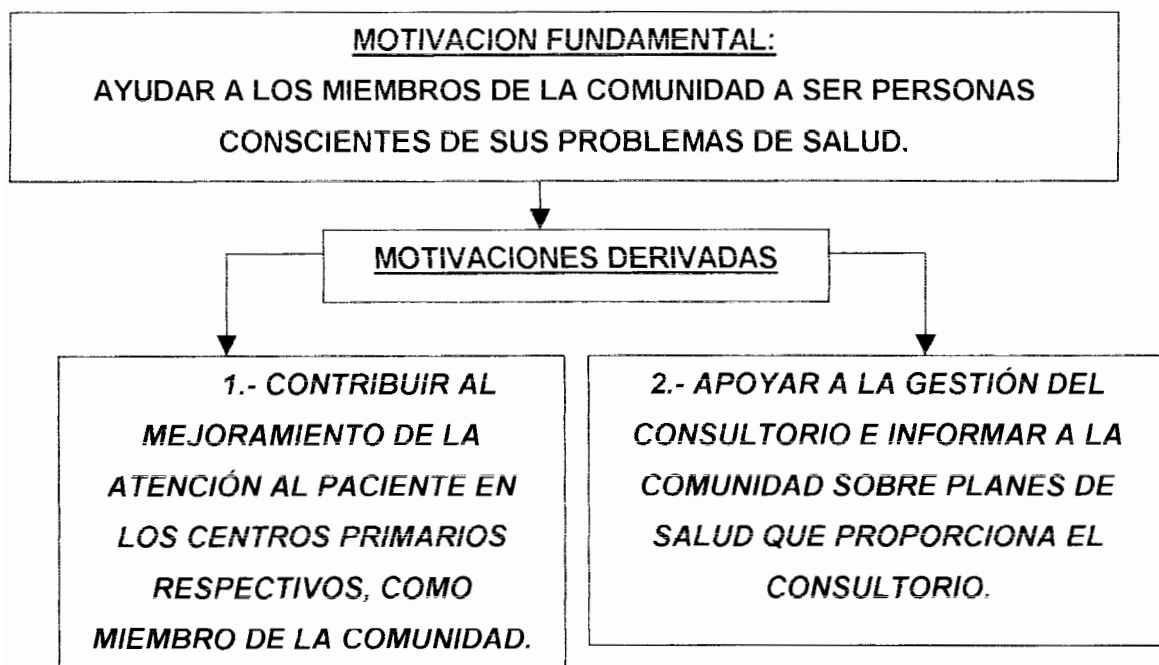 MOTIVACION FUNDAMENTAL:
AYUDAR A LOS MIEMBROS DE LA COMUNIDAD A SER PERSONAS
CONSCIENTES DE SUS PROBLEMAS DE SALUD.
MOTIVACIONES DERIVADAS
1.- CONTRIBUIR AL
MEJORAMIENTO DE LA
ATENCIÓN AL PACIENTE EN
LOS CENTROS PRIMARIOS
RESPECTIVOS, COMO
MIEMBRO DE LA COMUNIDAD.
2.- APOYAR A LA GESTIÓN DEL
CONSULTORIO E INFORMAR A LA
COMUNIDAD SOBRE PLANES DE
SALUD QUE PROPORCIONA EL
CONSULTORIO.